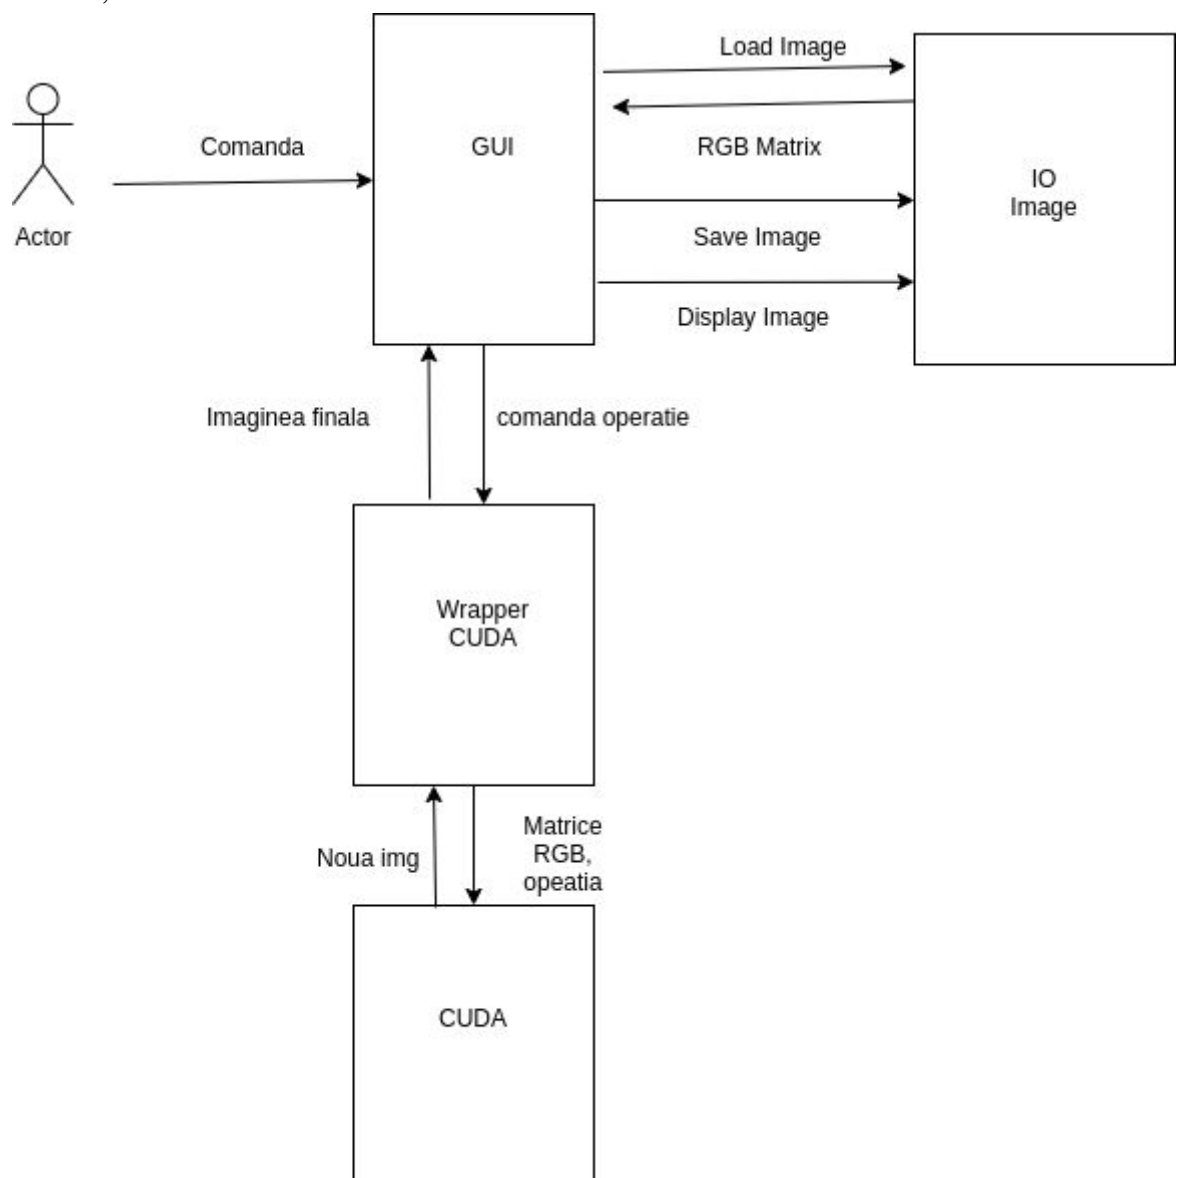 Load Image
Comanda
GUI
RGB Matrix
IO
Image
Actor
Save Image
Display Image
Imaginea finala
comanda operatie
Wrapper
CUDA
Noua img
Matrice
RGB,
opeatia
CUDA